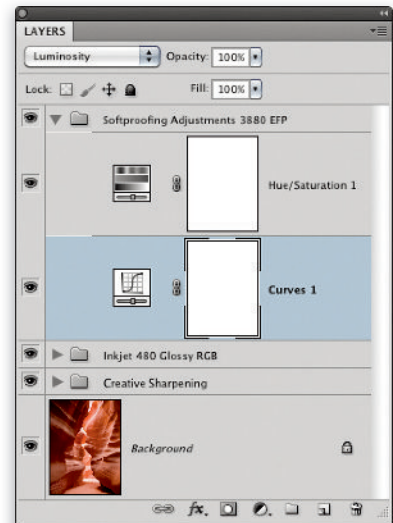 LAYERS
Luminosity Opacity: 100%
Lock: Fill: 100%
Softproofing Adjustments 3880 EFP
Hue/Saturation 1
Curves 1
Inkjet 480 Glossy RGB
Creative Sharpening
Background
fx.